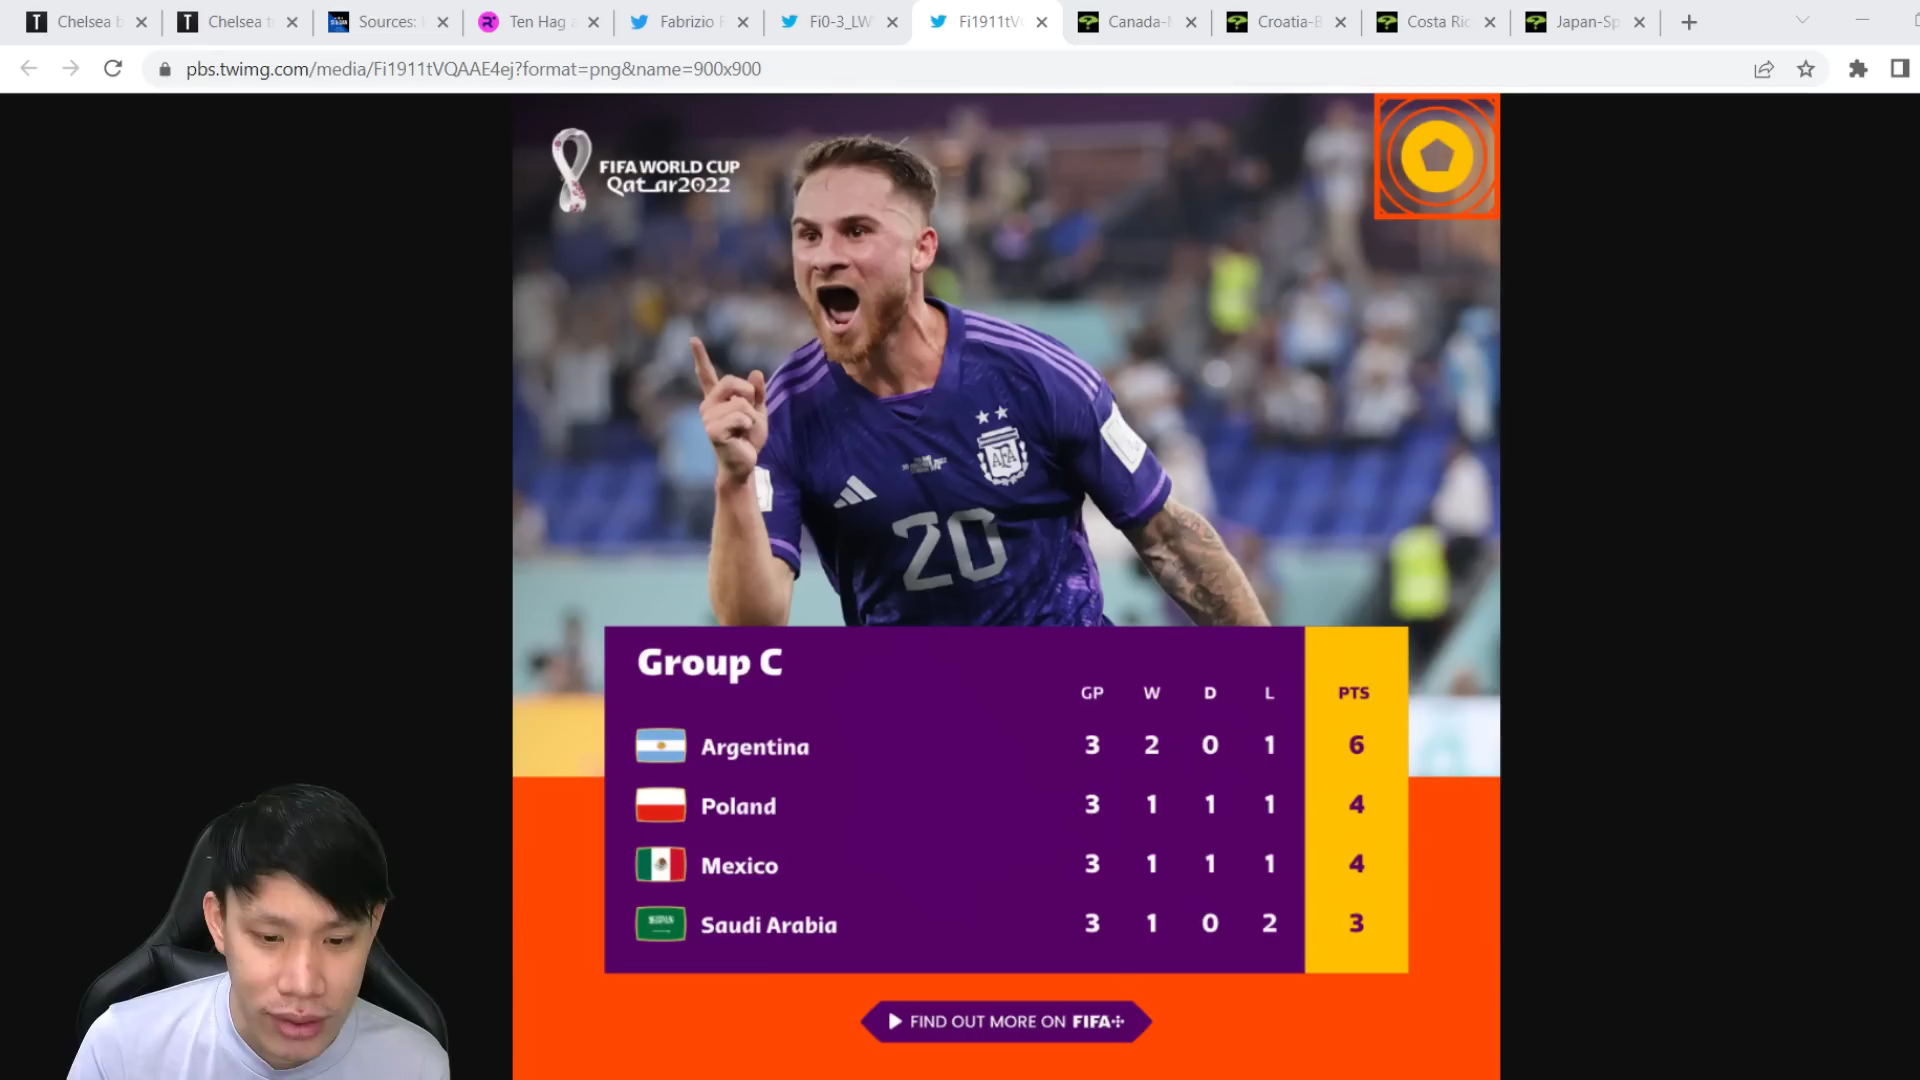 Chelsea b
Chelsea t
Sources:
Ten Hag a
Fabrizio
Fi0-3_LW
Fi1911tV
Canada-
Croatia-B
Costa Ric
Japan-Sp
pbs.twimg.com/media/Fi1911tVQAAE4ej?format=png&name=900x900
FIFA WORLD CUP
Qatar2022
AFA
20
Group C
GP W D L PTS
Argentina 3 2 0 1 6
Poland 3 1 1 1 4
Mexico 3 1 1 1 4
Saudi Arabia 3 1 0 2 3
FIND OUT MORE ON FIFA+